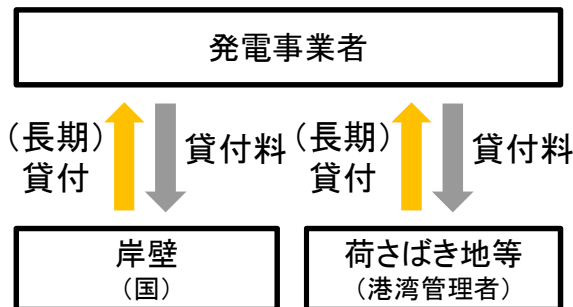 発電事業者
（長期）
貸付
貸付料
（長期）
貸付
貸付料
岸壁
（国）
荷さばき地等
（港湾管理者）